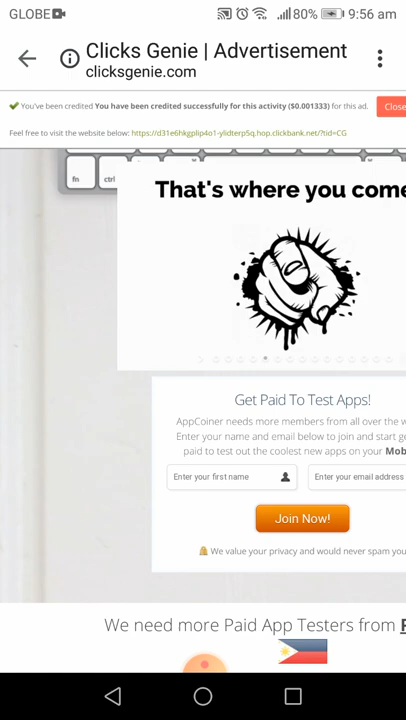 GLOBE 80% 9:56 am
Clicks Genie | Advertisement
clicksgenie.com
You've been credited You have been credited successfully for this activity ($0.001333) for this ad. Close
Feel free to visit the website below: https://d31e6hkgplip4o1-ylidterp5q.hop.clickbank.net/?tid=CG
fn ctrl
That's where you come
Get Paid To Test Apps!
AppCoiner needs more members from all over the w
Enter your name and email below to join and start ge
paid to test out the coolest new apps on your Mob
Enter your first name Enter your email address
Join Now!
We value your privacy and would never spam you
We need more Paid App Testers from